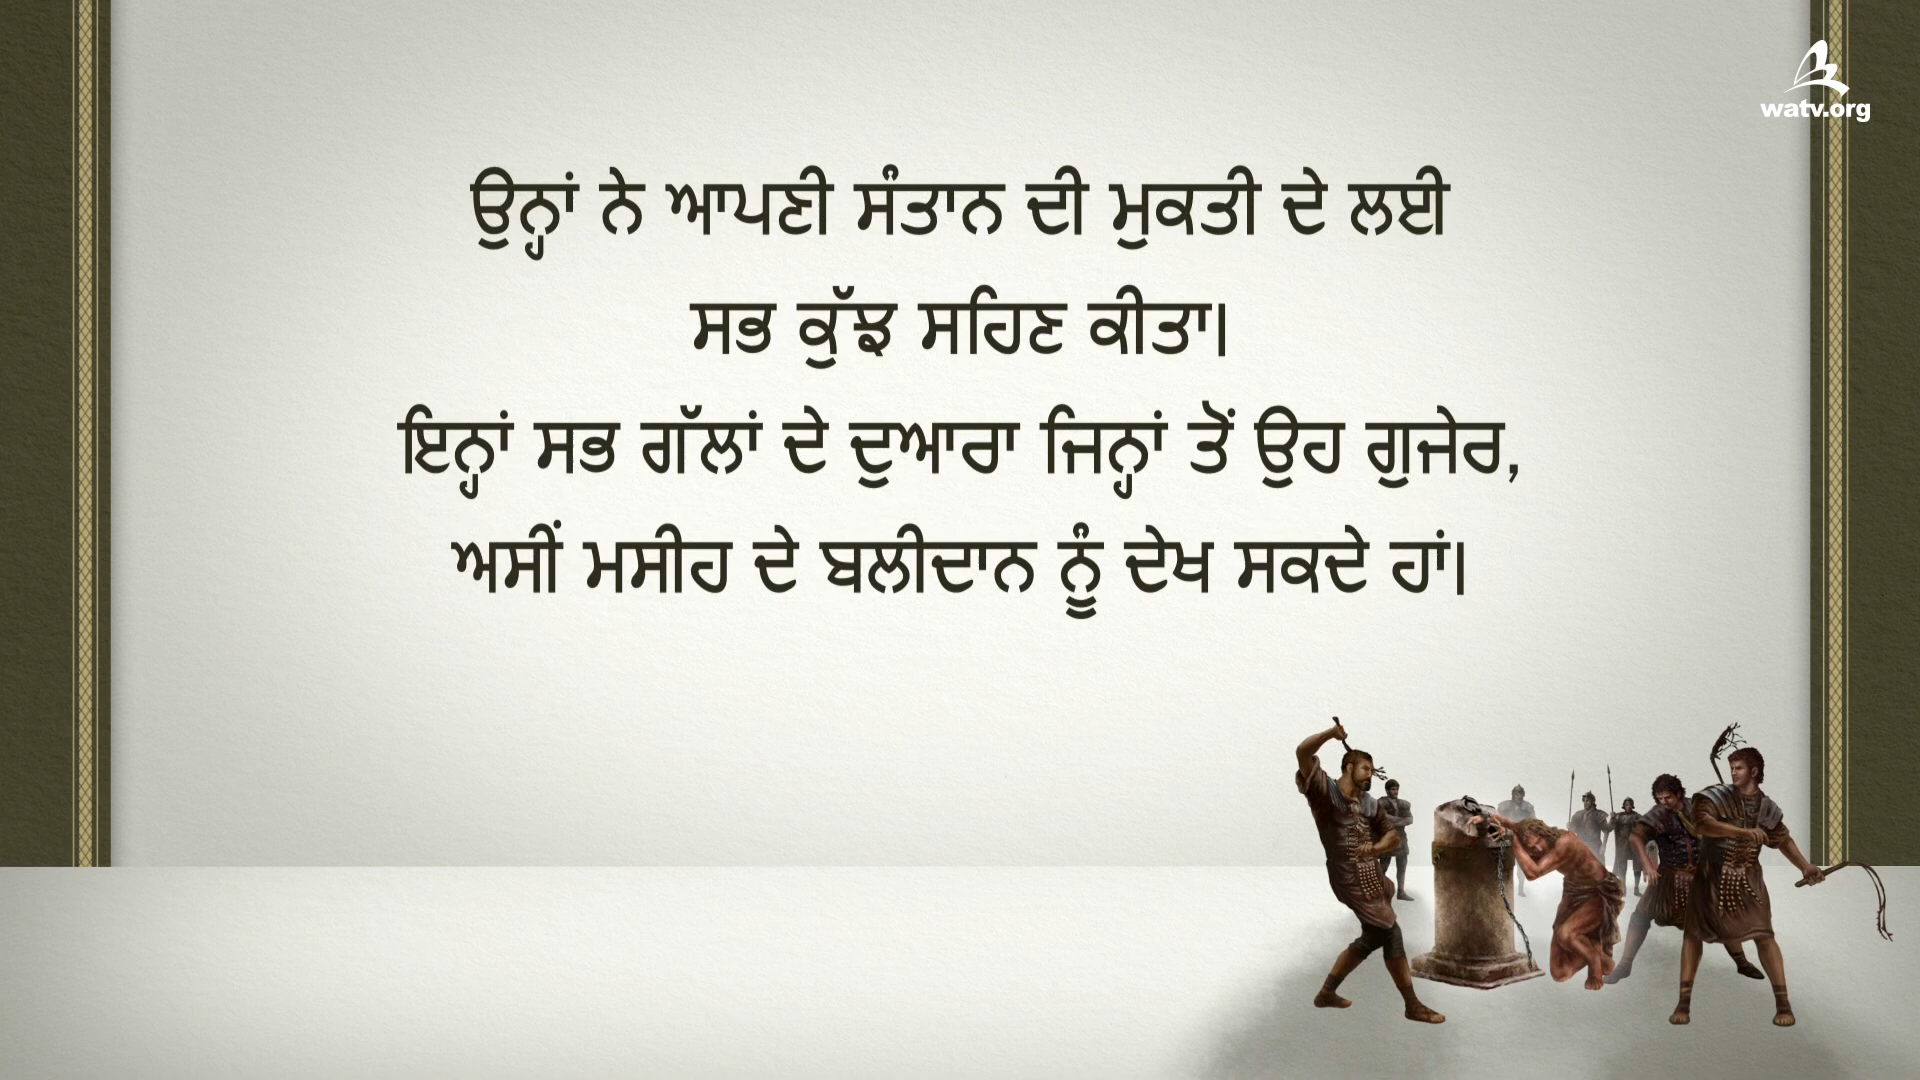 watv.org
ਉਨ੍ਹਾਂ ਨੇ ਆਪਣੀ ਸੰਤਾਨ ਦੀ ਮੁਕਤੀ ਦੇ ਲਈ
ਸਭ ਕੁੱਝ ਸਹਿਣ ਕੀਤਾ।
ਇਨ੍ਹਾਂ ਸਭ ਗੱਲਾਂ ਦੇ ਦੁਆਰਾ ਜਿਨ੍ਹਾਂ ਤੋਂ ਉਹ ਗੁਜੇਰ,
ਅਸੀਂ ਮਸੀਹ ਦੇ ਬਲੀਦਾਨ ਨੂੰ ਦੇਖ ਸਕਦੇ ਹਾਂ।